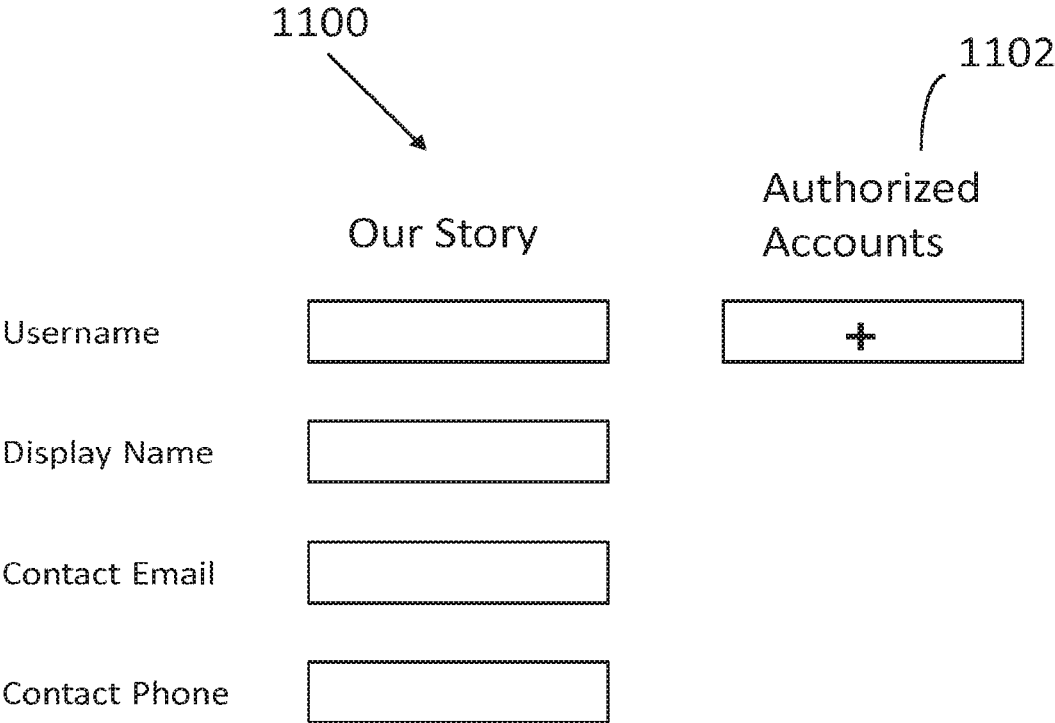 1100
1102
Authorized
Accounts
Our Story
Username
+
Display Name
Contact Email
Contact Phone